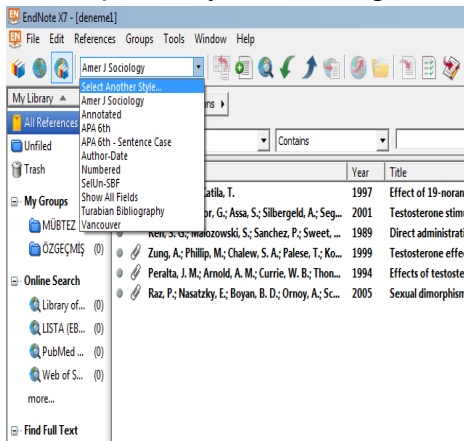 EndNote X7 - [deneme1]
File Edit References Groups Tools Window Help
Amer J Sociology
My Library
Select Another Style...
Amer J Sociology
Annotated
APA 6th
APA 6th - Sentence Case
Author-Date
Numbered
SelUn-SBF
Show All Fields
Turabian Bibliography
Vancouver
All References
Unfiled
Trash
My Groups
MÜBTEZ
ÖZGEÇMİŞ (0)
Online Search
Library of... (0)
LISTA (EB... (0)
PubMed ... (0)
Web of S... (0)
more...
Find Full Text
ns
Contains
Year Title
atila, T. 1997 Effect of 19-noran
or, G.; Assa, S.; Silbergeld, A.; Seg... 2001 Testosterone stim
Ken, S. G.; Malozowski, S.; Sanchez, P.; Sweet, ... 1989 Direct administrati
Zung, A.; Phillip, M.; Chalew, S. A.; Palese, T.; Ko... 1999 Testosterone effec
Peralta, J. M.; Arnold, A. M.; Currie, W. B.; Thon... 1994 Effects of testoste
Raz, P.; Nasatzky, E.; Boyan, B. D.; Ornoy, A.; Sc... 2005 Sexual dimorphism